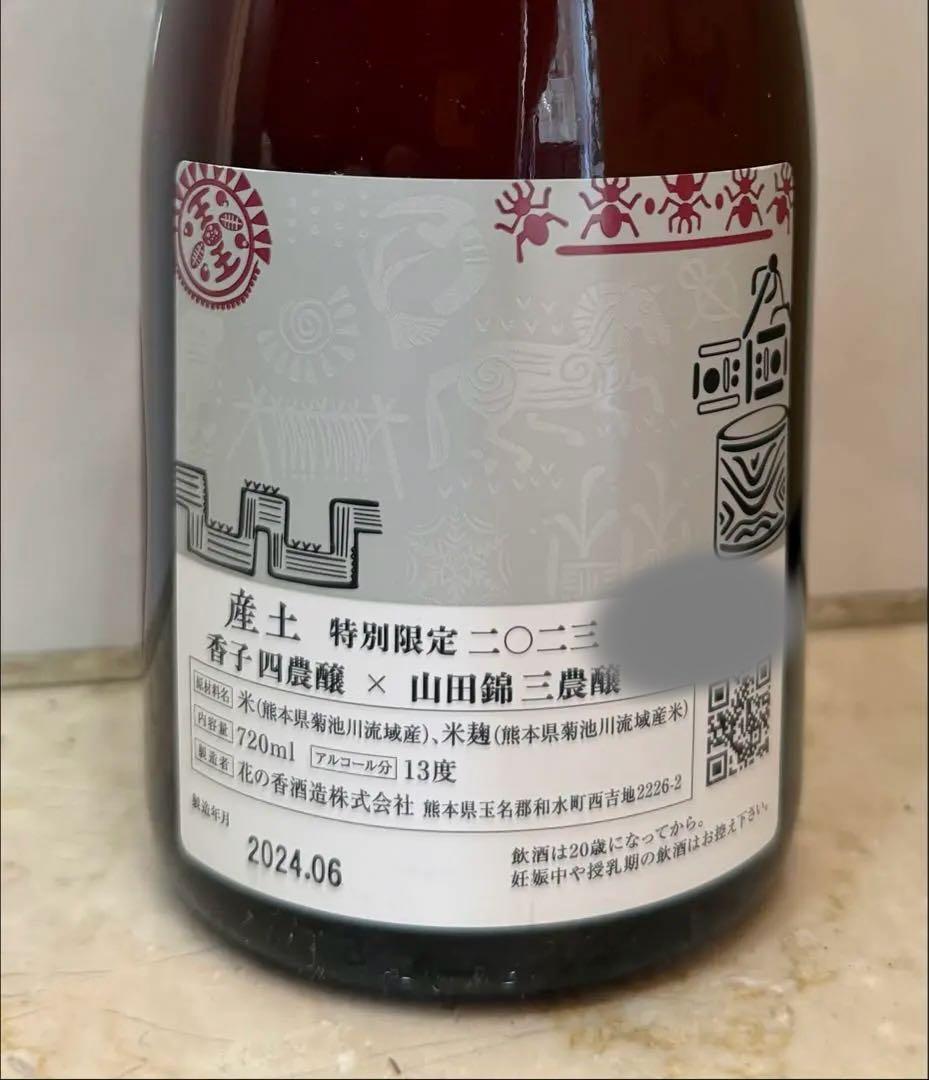 産土 特別限定 二〇二三
香子 四農醸 × 山田錦 三農醸
原材料名 米(熊本県菊池川流域産)、米麹(熊本県菊池川流域産米)
内容量 720ml アルコール分 13度
製造者 花の香酒造株式会社 熊本県玉名郡和水町西吉地2226-2
製造年月
2024.06
飲酒は20歳になってから。
妊娠中や授乳期の飲酒はお控え下さい。